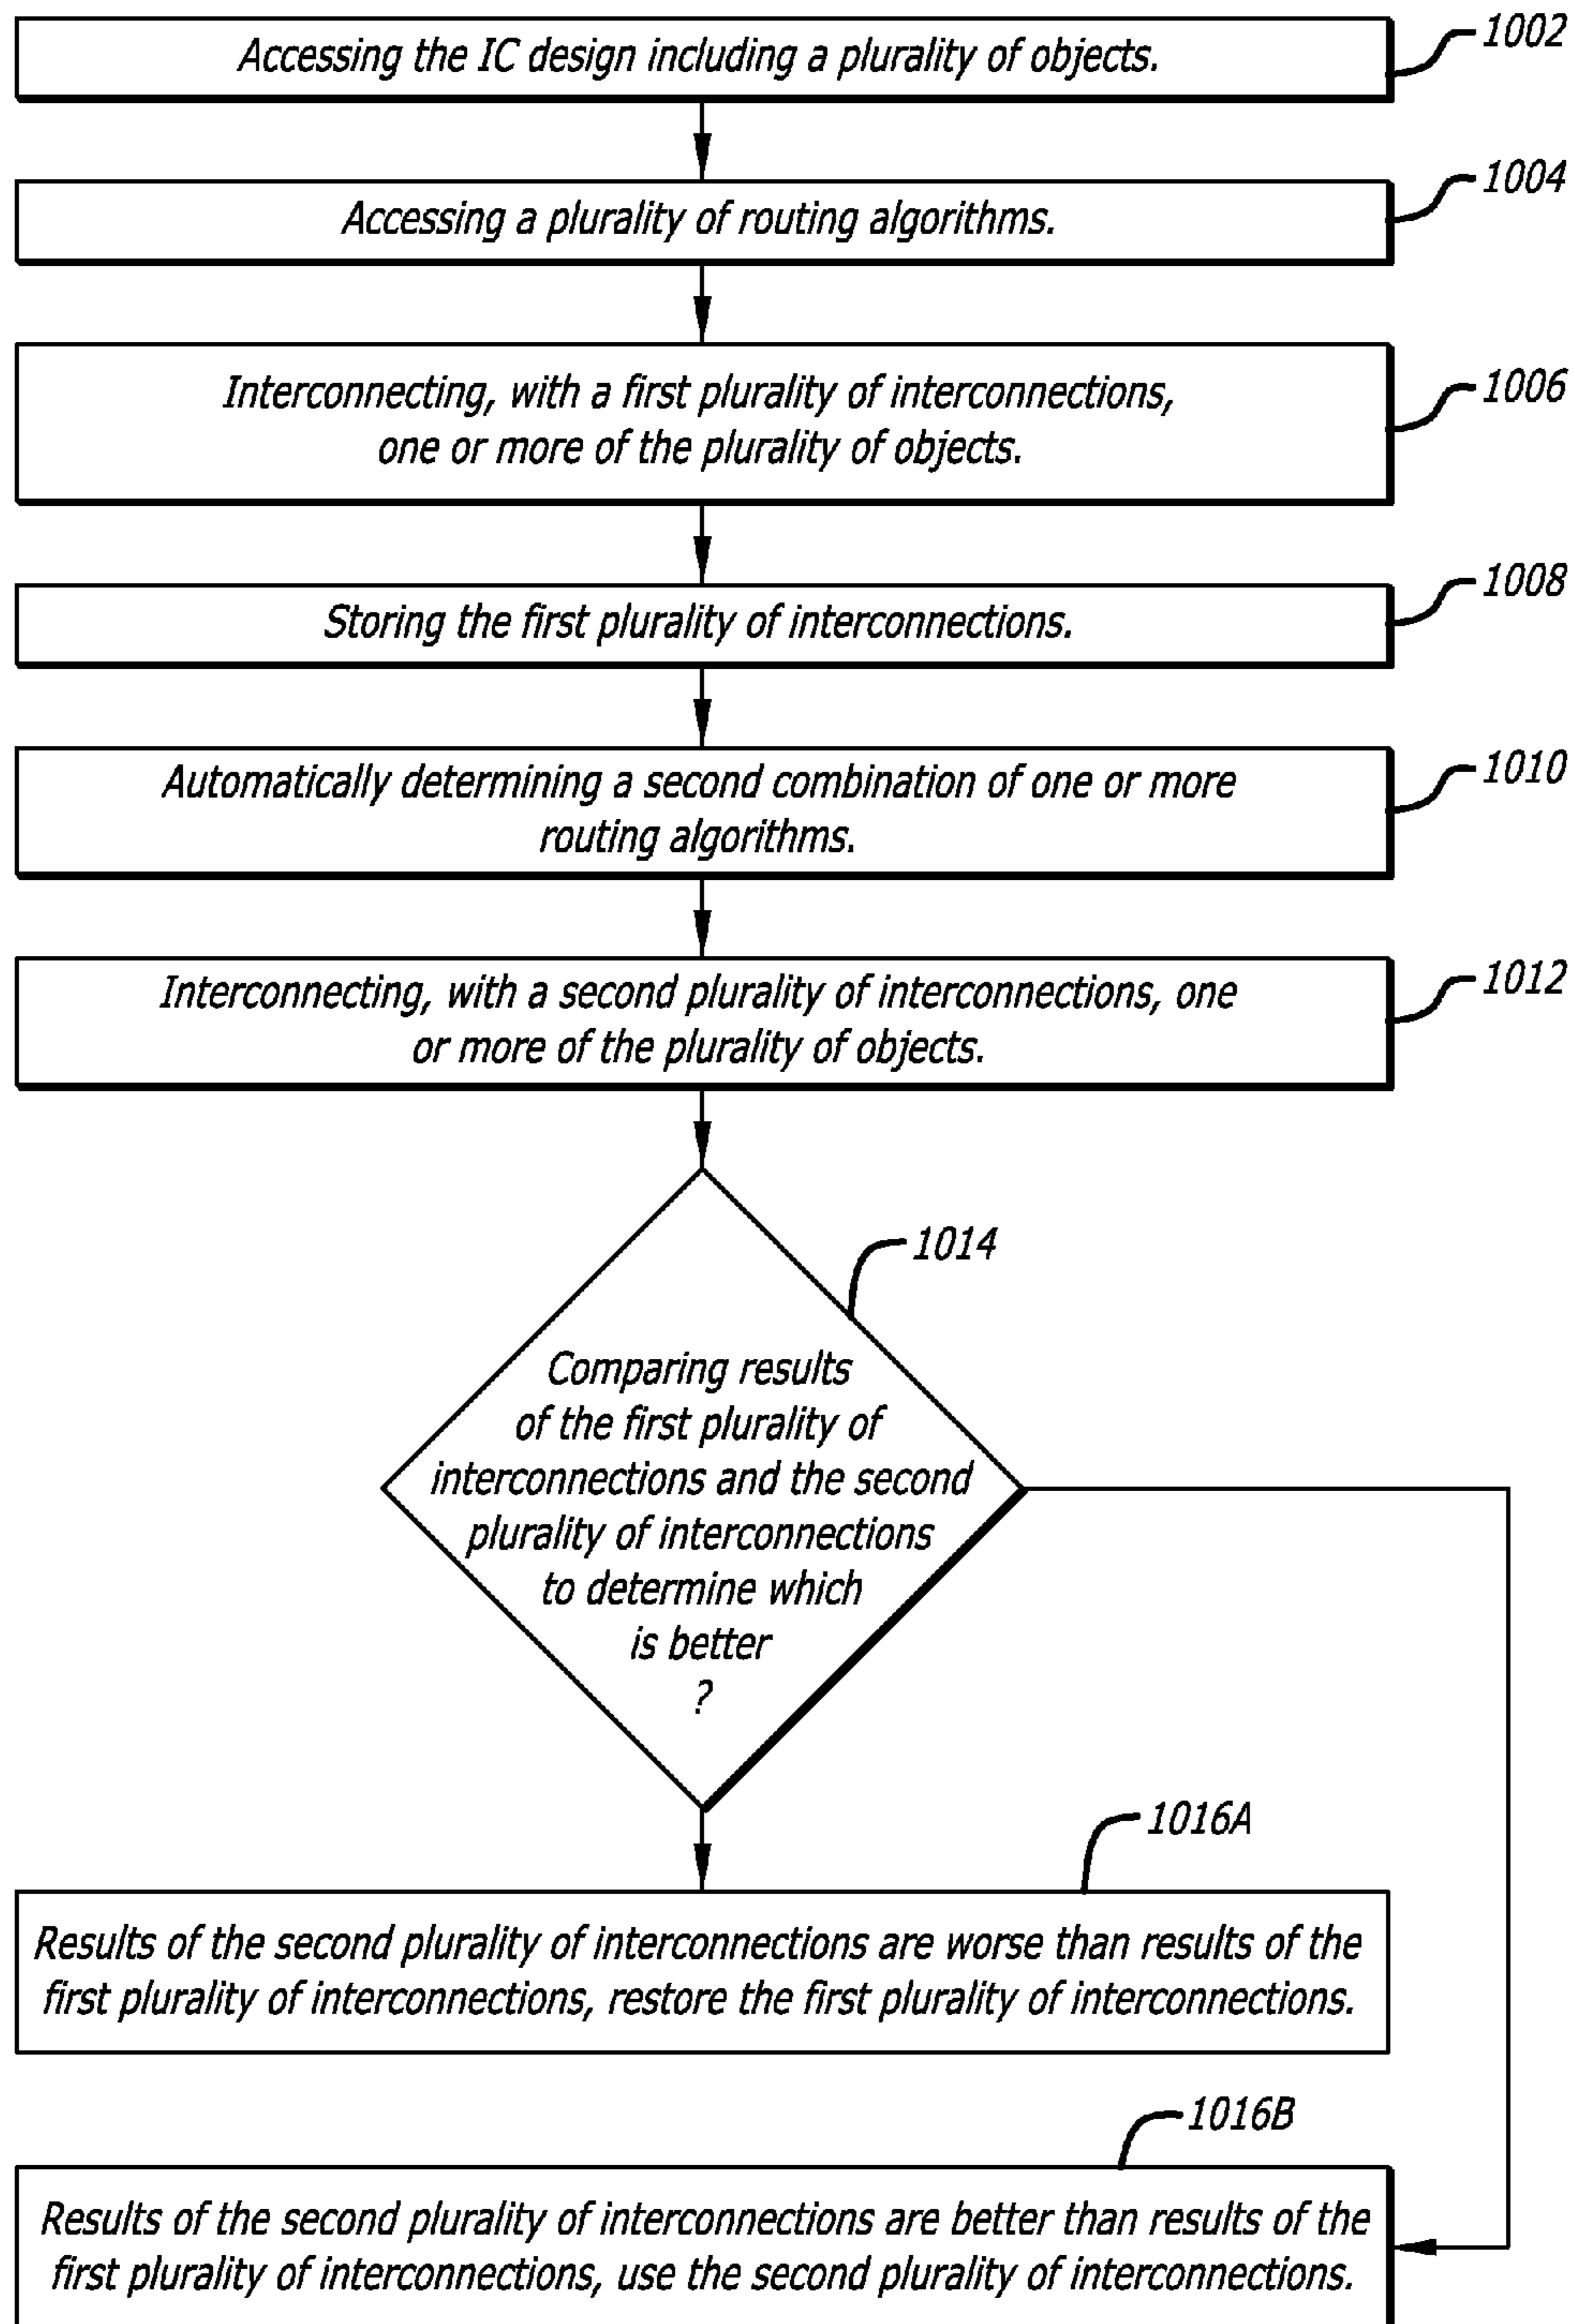 Accessing the IC design including a plurality of objects.
1002
Accessing a plurality of routing algorithms.
1004
Interconnecting, with a first plurality of interconnections,
one or more of the plurality of objects.
1006
Storing the first plurality of interconnections.
1008
Automatically determining a second combination of one or more
routing algorithms.
1010
Interconnecting, with a second plurality of interconnections, one
or more of the plurality of objects.
1012
1014
Comparing results
of the first plurality of
interconnections and the second
plurality of interconnections
to determine which
is better
?
1016A
Results of the second plurality of interconnections are worse than results of the
first plurality of interconnections, restore the first plurality of interconnections.
1016B
Results of the second plurality of interconnections are better than results of the
first plurality of interconnections, use the second plurality of interconnections.